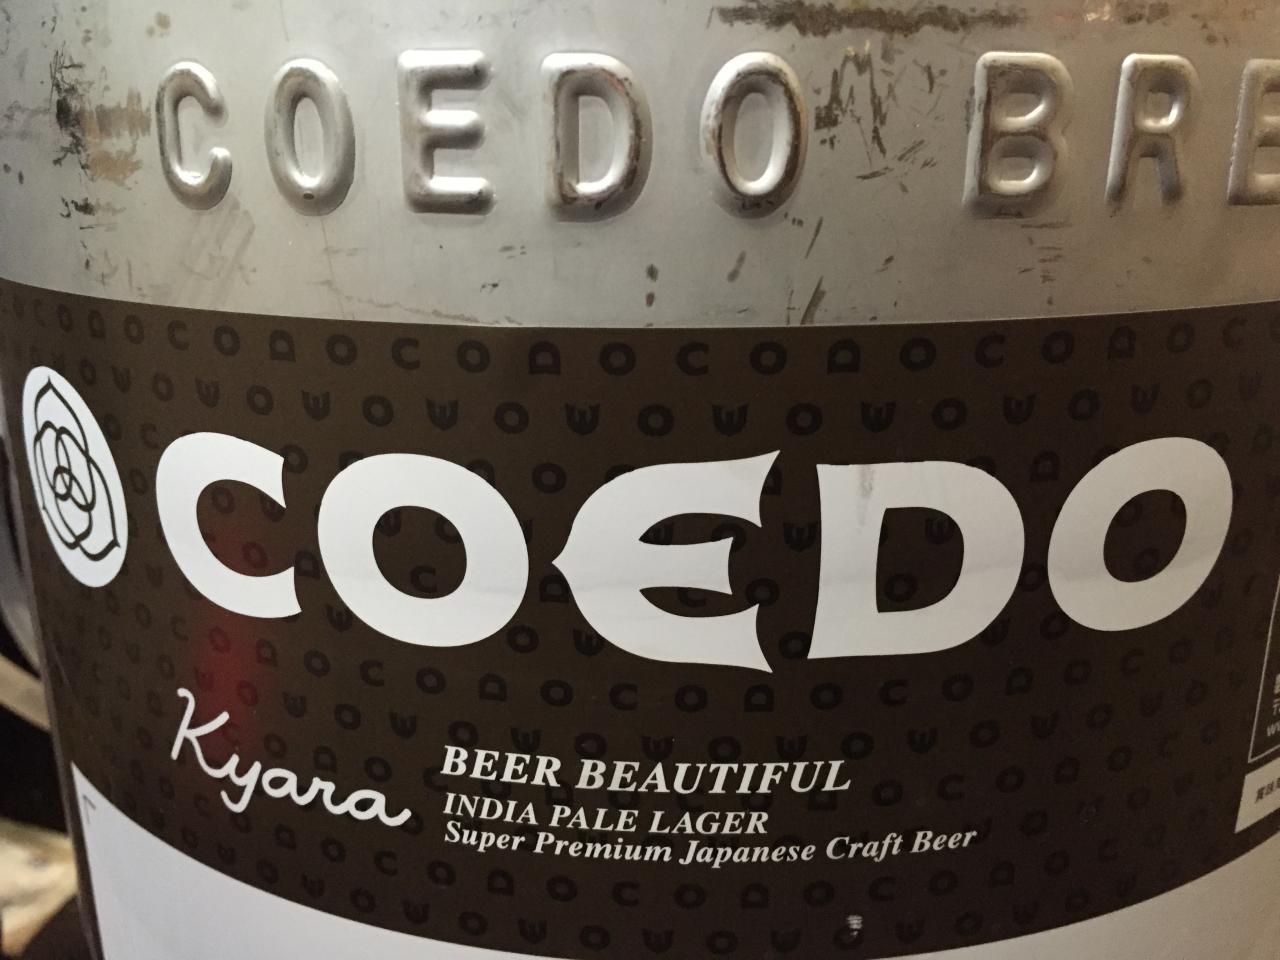 COEDO BRE
COEDO
Kyara
BEER BEAUTIFUL
INDIA PALE LAGER
Super Premium Japanese Craft Beer